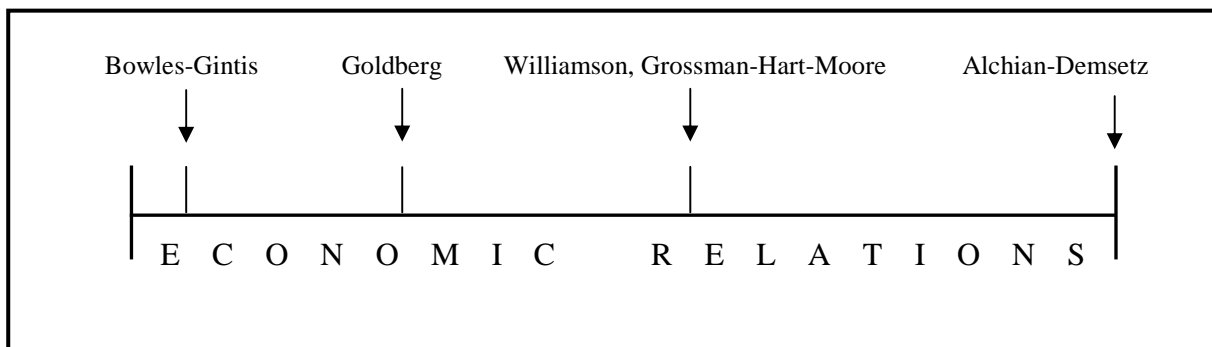 Bowles-Gintis Goldberg Williamson, Grossman-Hart-Moore Alchian-Demsetz
E C O N O M I C R E L A T I O N S